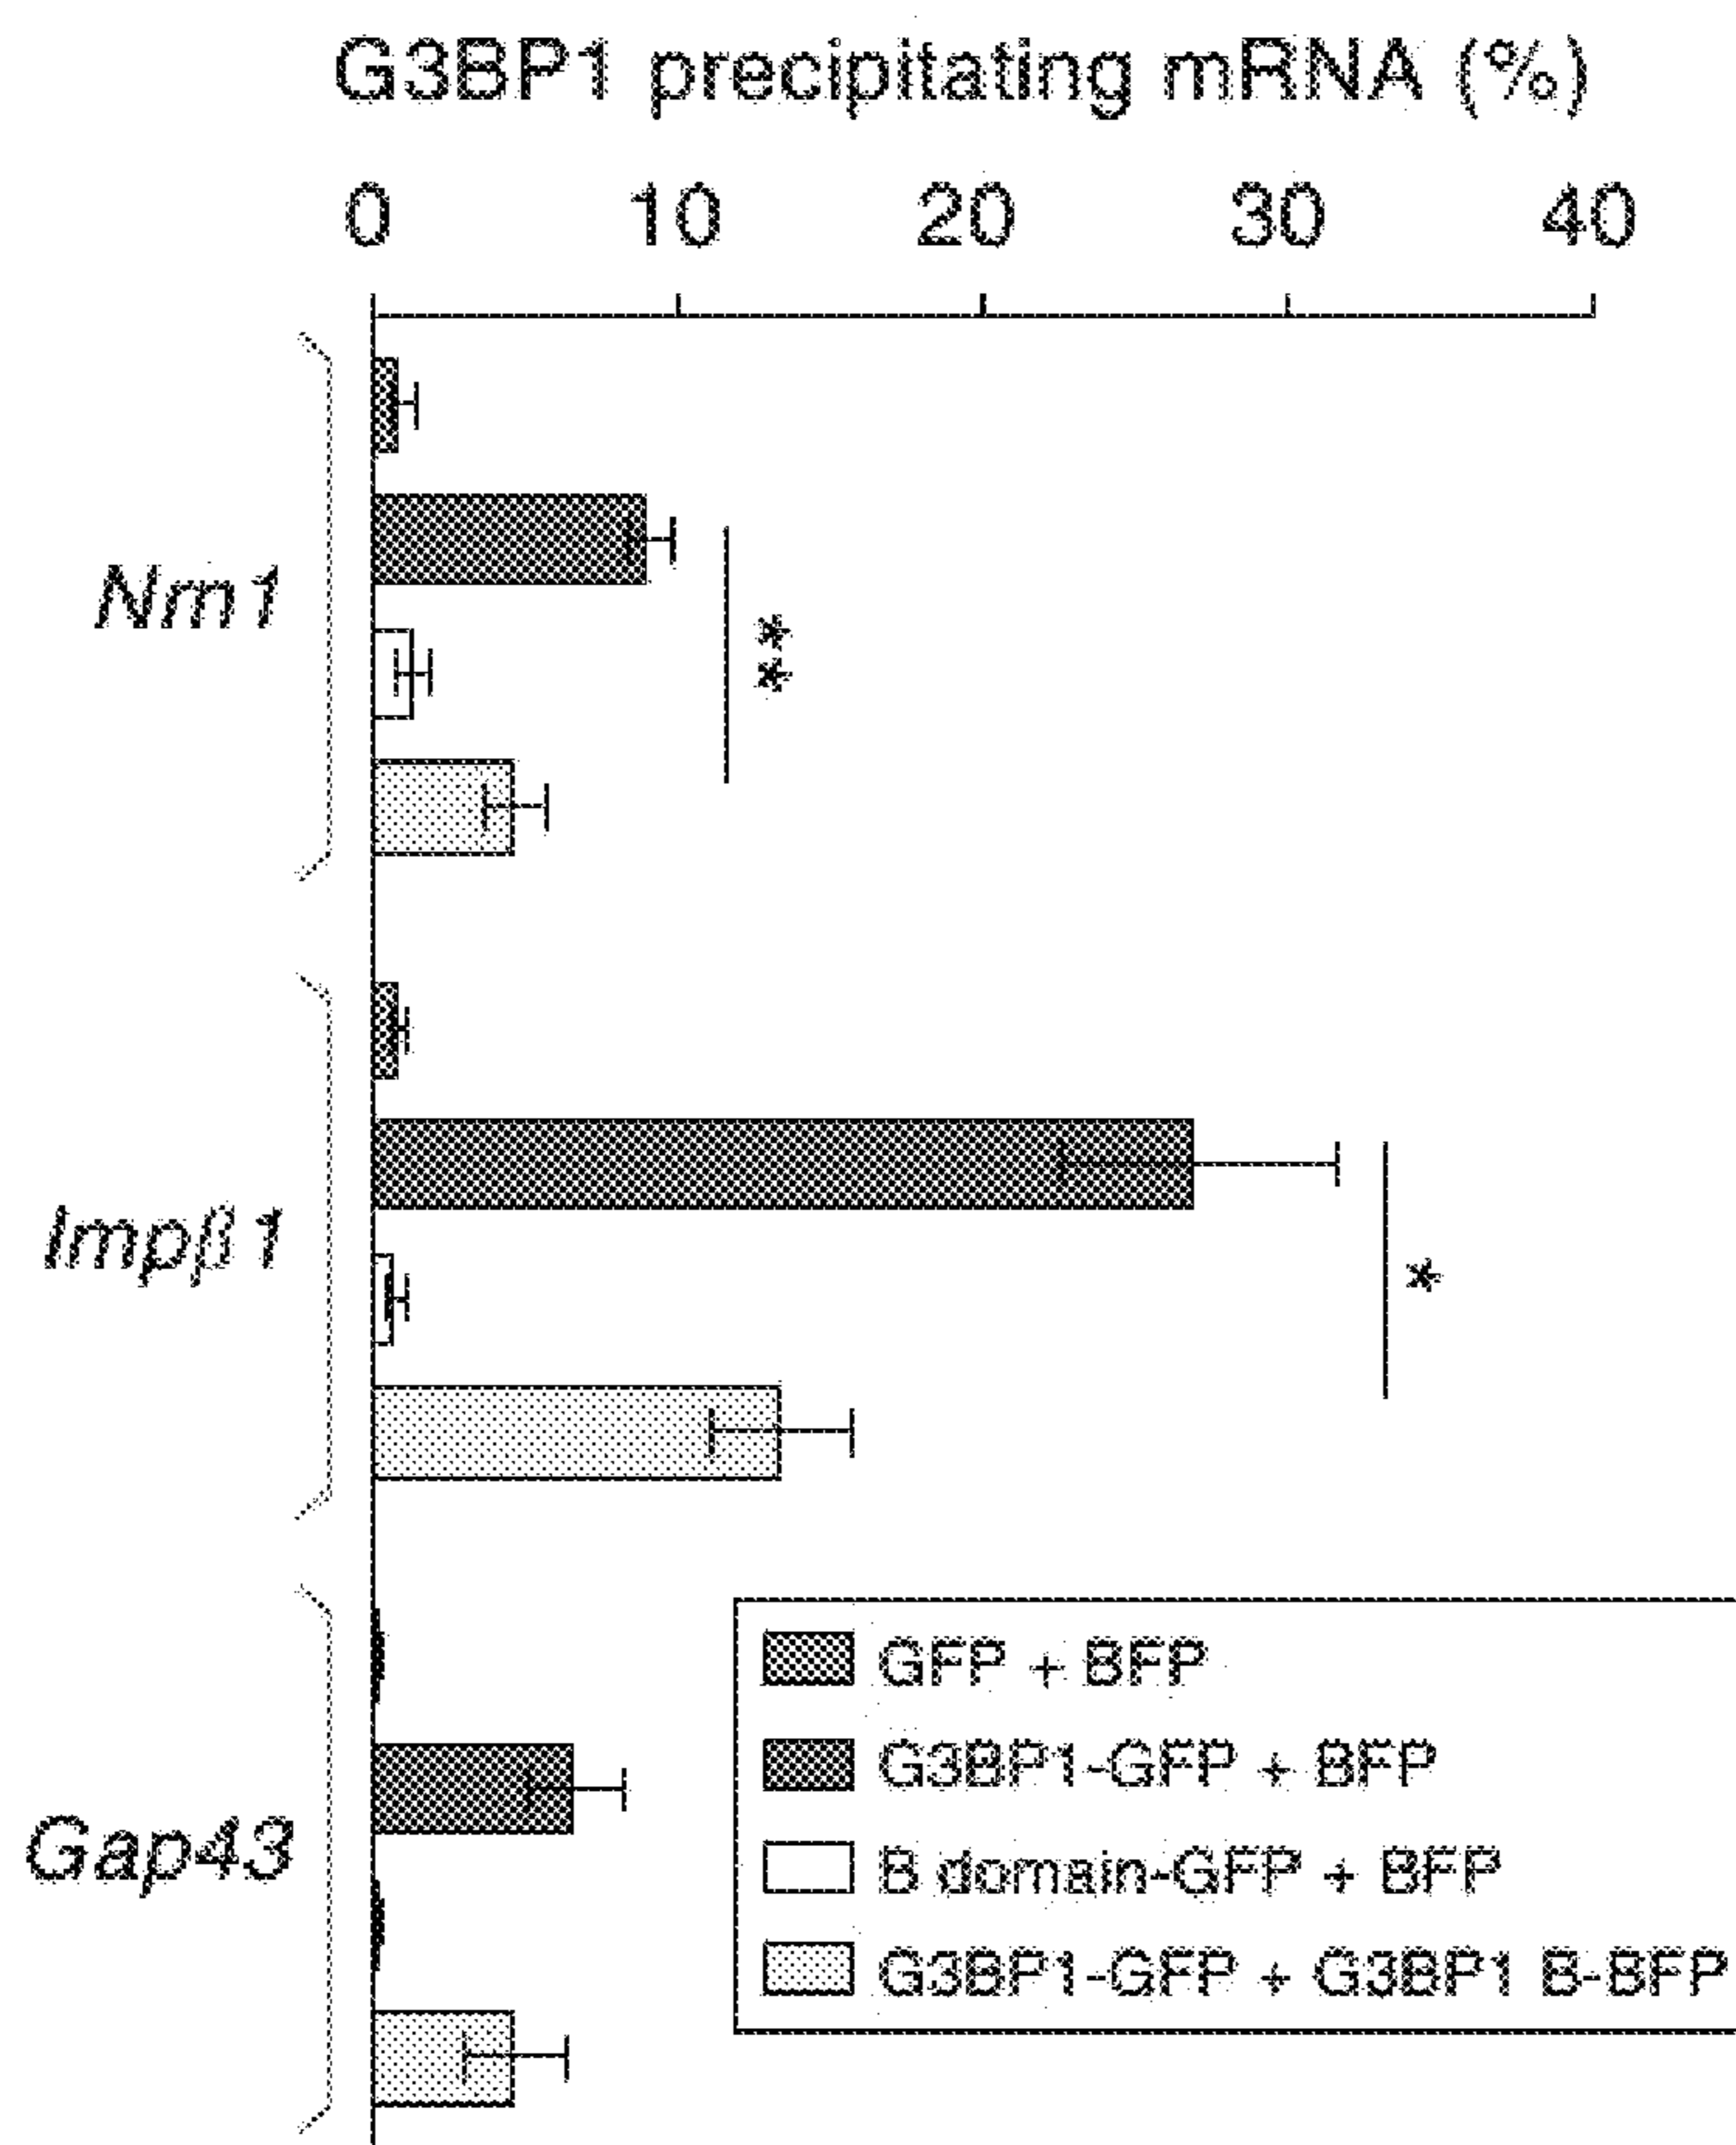 G3BP1 precipitating mRNA (%)
0 10 20 30 40
Nrn1
**
Impβ1
*
Gap43
GFP + BFP
G3BP1-GFP + BFP
B domain-GFP + BFP
G3BP1-GFP + G3BP1 B-BFP